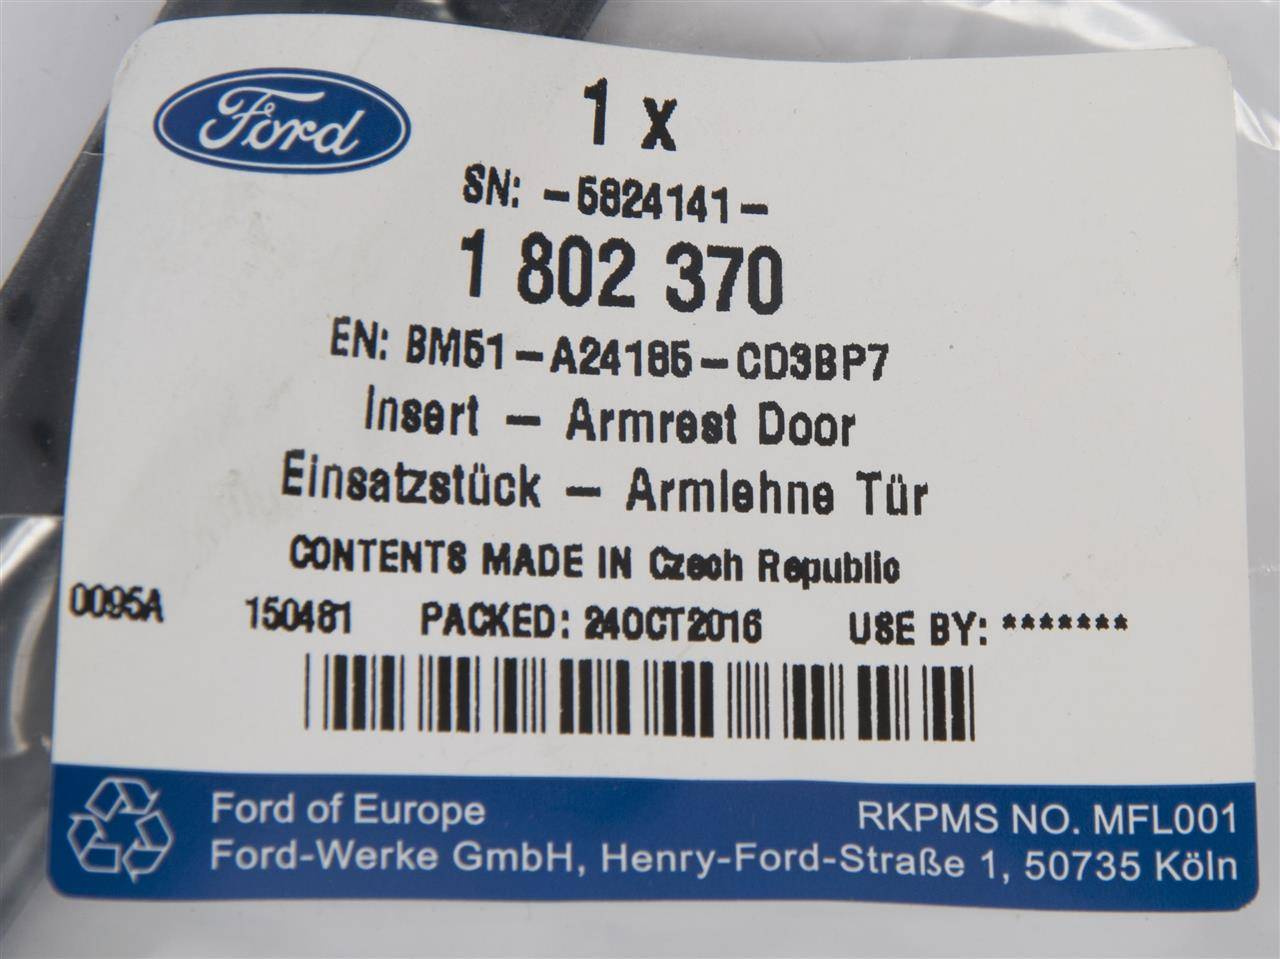 Ford
1 x
SN: -5824141-
1 802 370
EN: BM51-A24185-CD3BP7
Insert - Armrest Door
Einsatzstück - Armlehne Tür
CONTENTS MADE IN Czech Republic
0095A 150481 PACKED: 24OCT2016 USE BY: *******
Ford of Europe RKPMS NO. MFL001
Ford-Werke GmbH, Henry-Ford-Straße 1, 50735 Köln